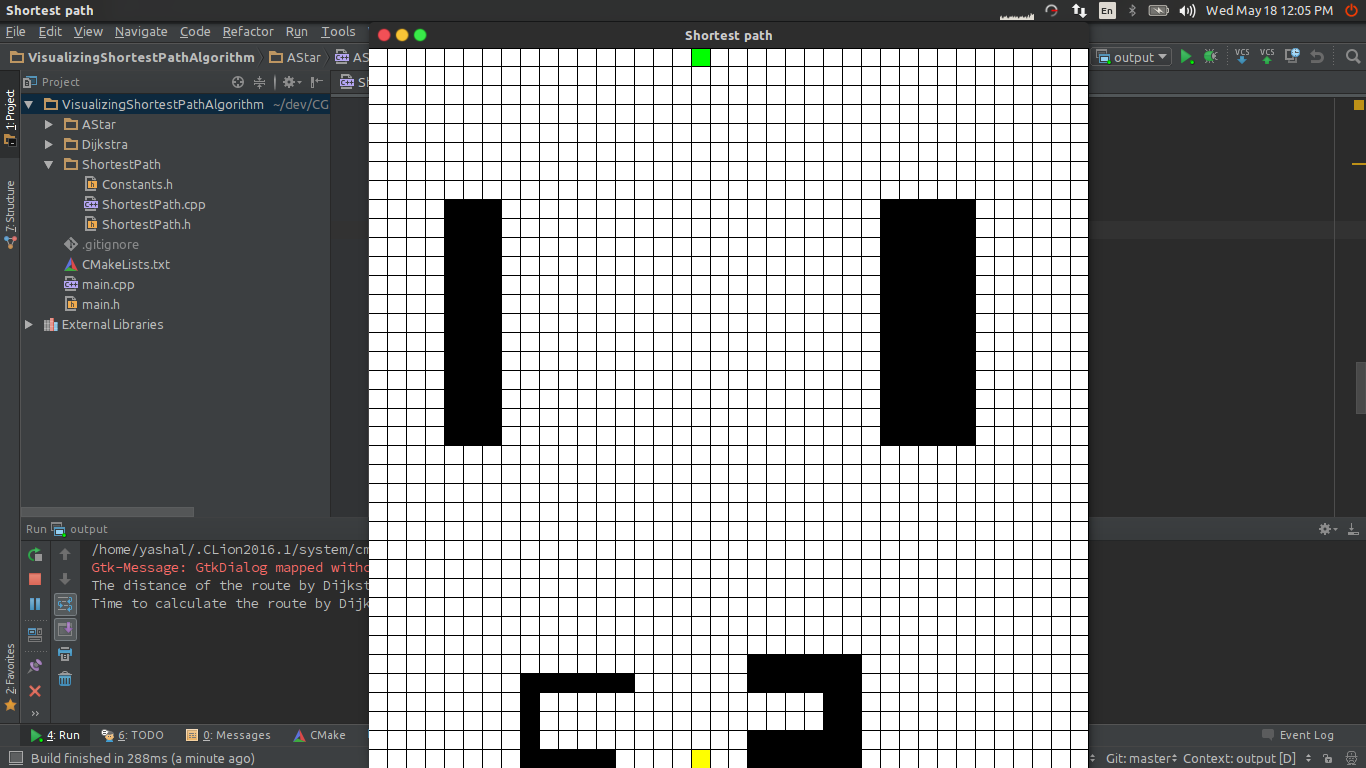 Shortest path
En
Wed May 18 12:05 PM
File Edit View Navigate Code Refactor Run Tools
Shortest path
VisualizingShortestPathAlgorithm AStar
output
VCS VCS
Project
1: Project
VisualizingShortestPathAlgorithm ~/dev/CG
AStar
Dijkstra
ShortestPath
Constants.h
ShortestPath.cpp
ShortestPath.h
.gitignore
CMakeLists.txt
main.cpp
main.h
External Libraries
7: Structure
Run output
/home/yashal/.CLion2016.1/system/cm
Gtk-Message: GtkDialog mapped witho
The distance of the route by Dijkst
Time to calculate the route by Dijk
2: Favorites
4: Run 6: TODO 0: Messages CMake
Event Log
Build finished in 288ms (a minute ago)
Git: master Context: output [D]